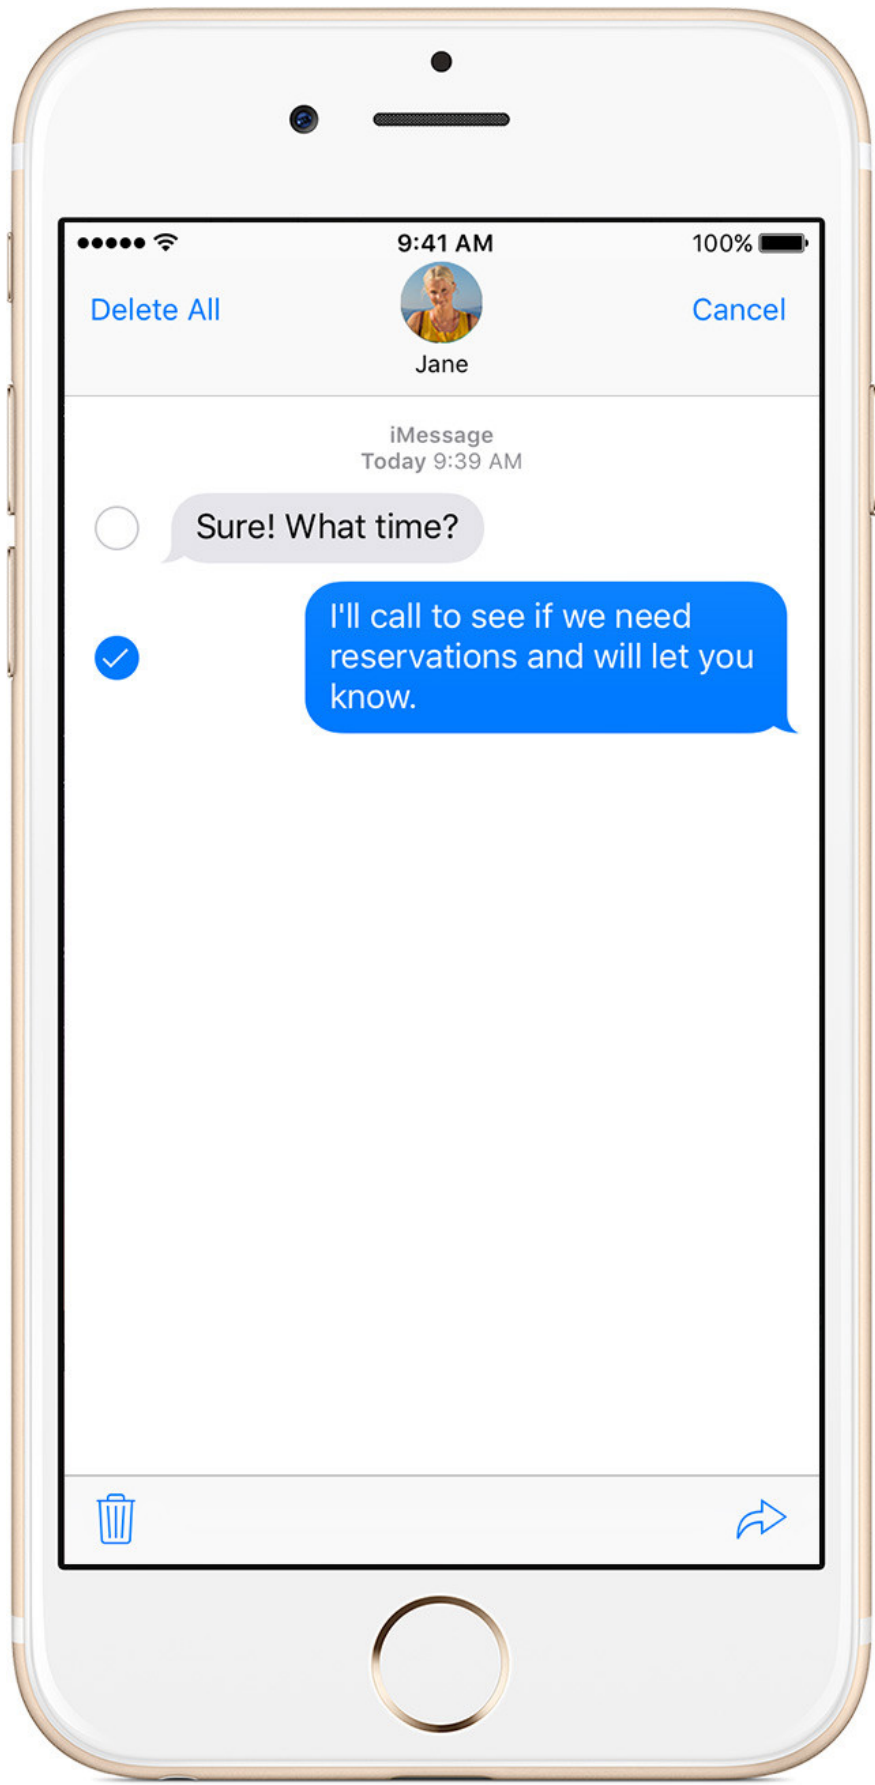 9:41 AM
100%
Delete All
Cancel
Jane
iMessage
Today 9:39 AM
Sure! What time?
I'll call to see if we need
reservations and will let you
know.